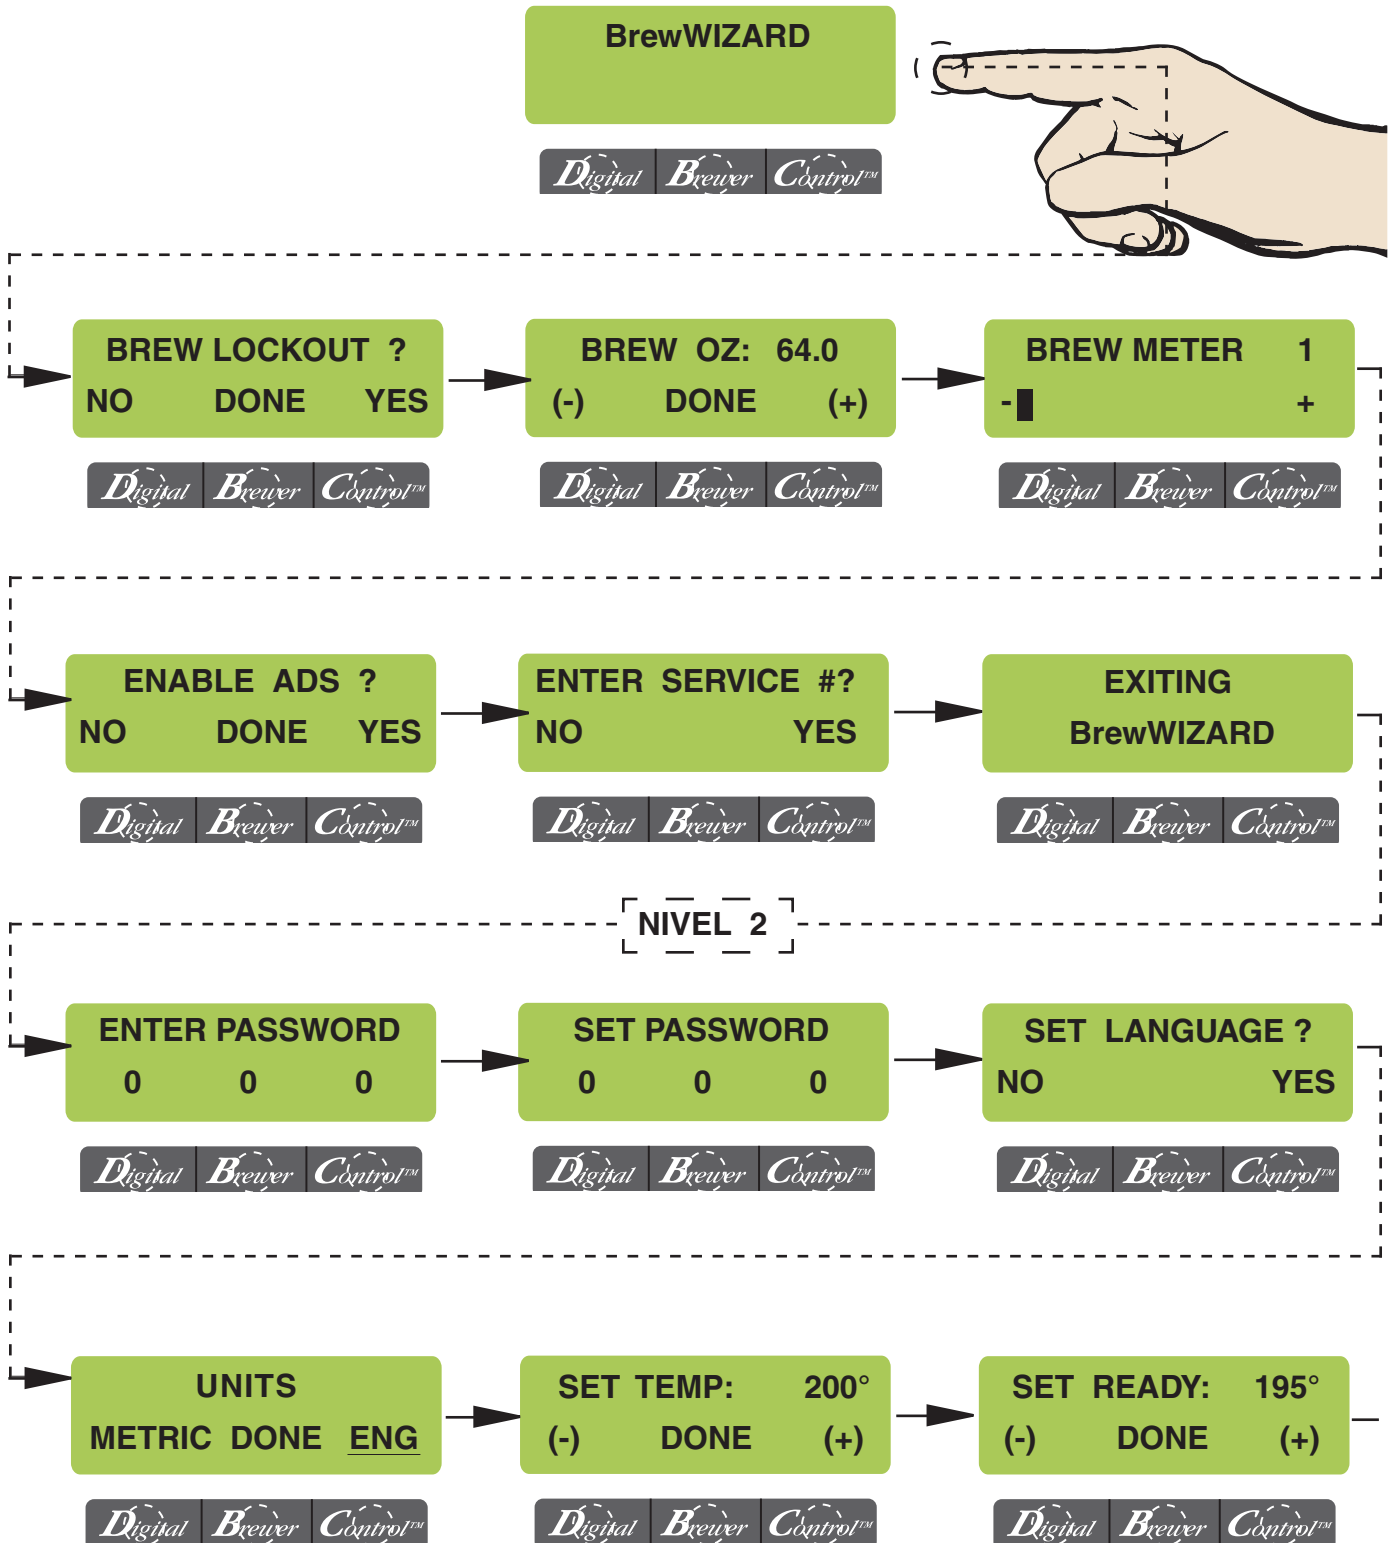 BrewWIZARD
Digital Brewer Control™
BREW LOCKOUT ?
NO DONE YES
Digital Brewer Control™
BREW OZ: 64.0
(-) DONE (+)
Digital Brewer Control™
BREW METER 1
- +
Digital Brewer Control™
ENABLE ADS ?
NO DONE YES
Digital Brewer Control™
ENTER SERVICE #?
NO YES
Digital Brewer Control™
EXITING
BrewWIZARD
Digital Brewer Control™
NIVEL 2
ENTER PASSWORD
0 0 0
Digital Brewer Control™
SET PASSWORD
0 0 0
Digital Brewer Control™
SET LANGUAGE ?
NO YES
Digital Brewer Control™
UNITS
METRIC DONE ENG
Digital Brewer Control™
SET TEMP: 200°
(-) DONE (+)
Digital Brewer Control™
SET READY: 195°
(-) DONE (+)
Digital Brewer Control™